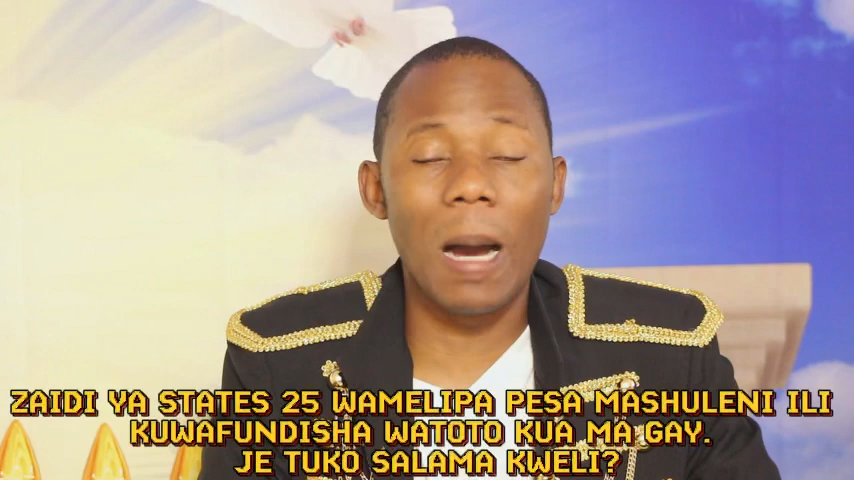 ZAIDI YA STATES 25 WAMELIPA PESA MASHULENI ILI
KUWAFUNDISHA WATOTO KUA MA GAY.
JE TUKO SALAMA KWELI?